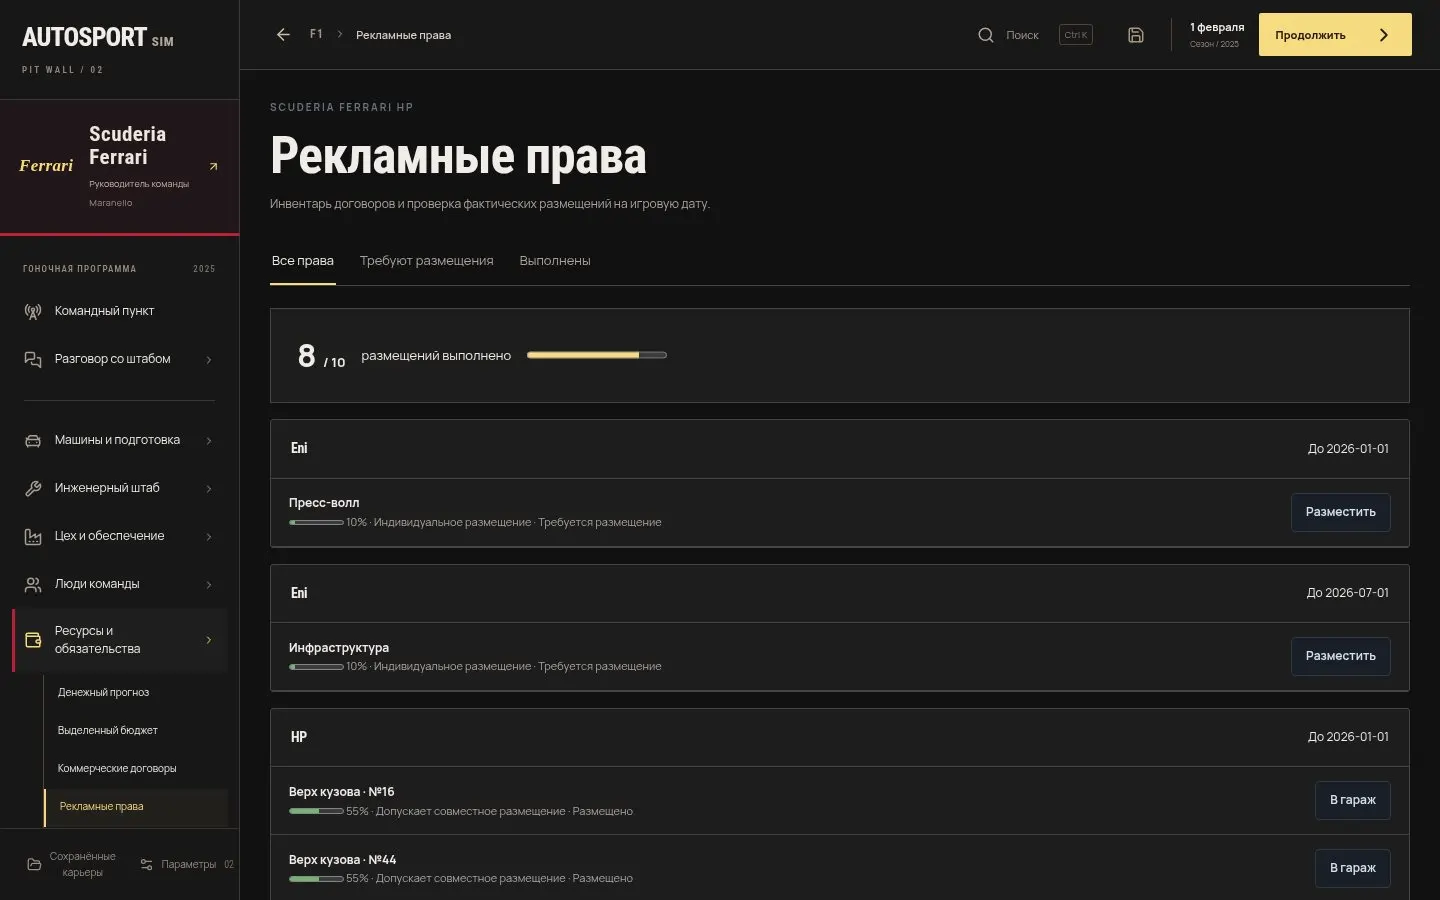 AUTOSPORT SIM
PIT WALL / 02
Ferrari
Scuderia
Ferrari
Руководитель команды
Maranello
ГОНОЧНАЯ ПРОГРАММА 2025
Командный пункт
Разговор со штабом
Машины и подготовка
Инженерный штаб
Цех и обеспечение
Люди команды
Ресурсы и
обязательства
Денежный прогноз
Выделенный бюджет
Коммерческие договоры
Рекламные права
Сохранённые
карьеры
Параметры 02
F1 Рекламные права
Поиск Ctrl K
1 февраля
Сезон / 2025
Продолжить
SCUDERIA FERRARI HP
Рекламные права
Инвентарь договоров и проверка фактических размещений на игровую дату.
Все права Требуют размещения Выполнены
8 / 10 размещений выполнено
Eni До 2026-01-01
Пресс-волл
10% · Индивидуальное размещение · Требуется размещение
Разместить
Eni До 2026-07-01
Инфраструктура
10% · Индивидуальное размещение · Требуется размещение
Разместить
HP До 2026-01-01
Верх кузова · №16
55% · Допускает совместное размещение · Размещено
В гараж
Верх кузова · №44
55% · Допускает совместное размещение · Размещено
В гараж